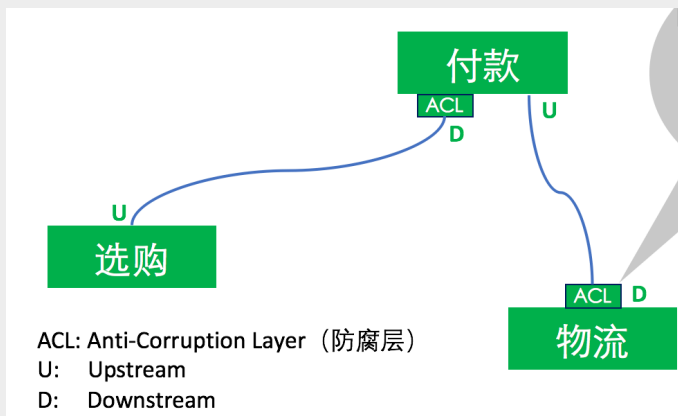 付款
ACL
U
D
U
选购
ACL
D
物流
ACL: Anti-Corruption Layer（防腐层）
U: Upstream
D: Downstream